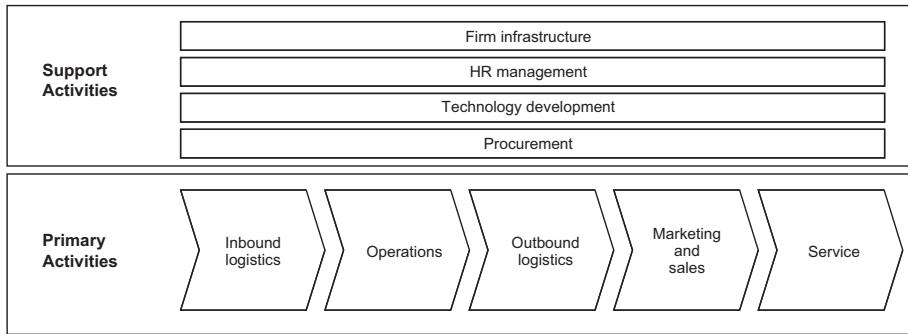 Support
Activities
Firm infrastructure
HR management
Technology development
Procurement
Primary
Activities
Inbound
logistics
Operations
Outbound
logistics
Marketing
and
sales
Service